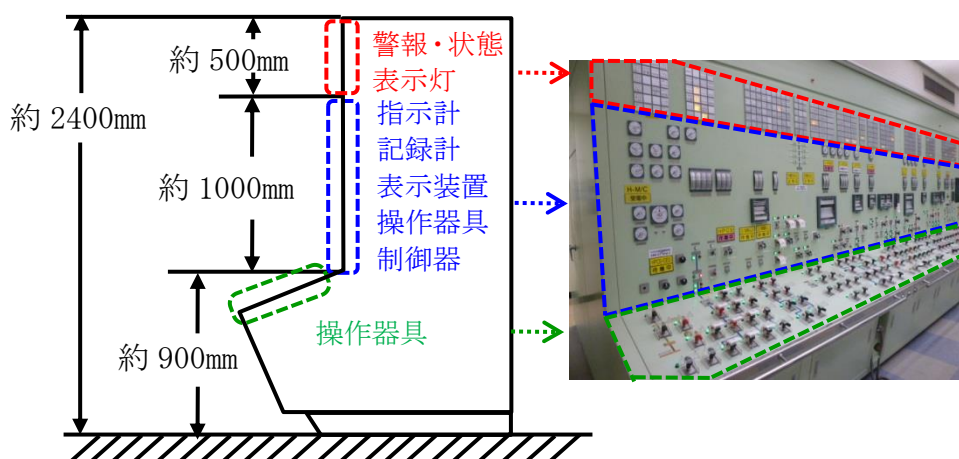 約 500mm
約 2400mm
約 1000mm
約 900mm
警報・状態
表示灯
指示計
記録計
表示装置
操作器具
制御器
操作器具
H-M/C